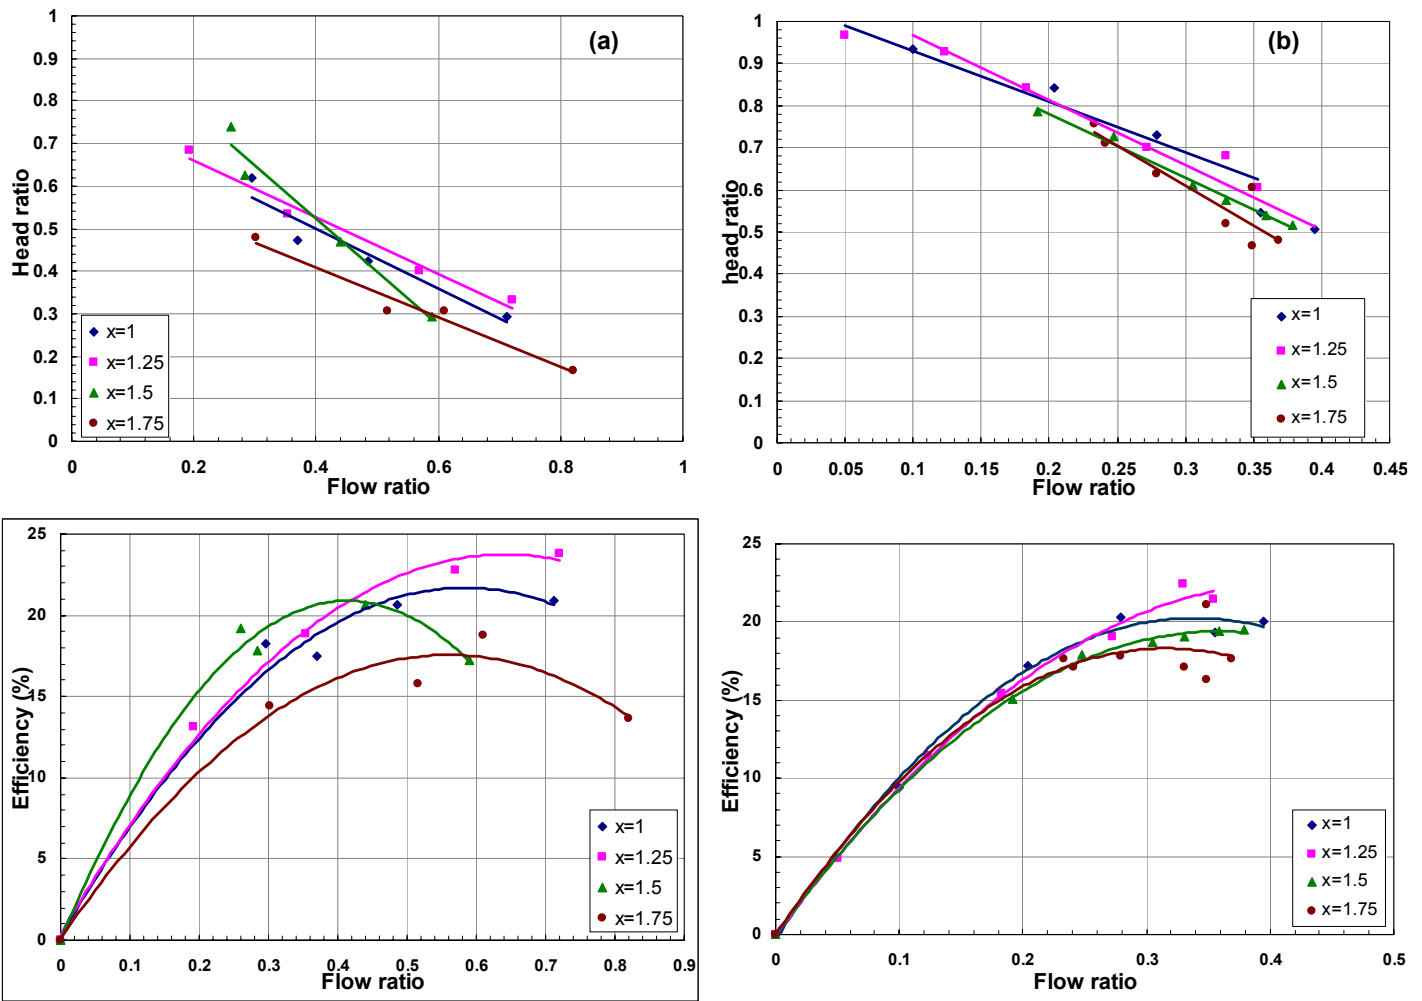 (a)
Head ratio
1
0.9
0.8
0.7
0.6
0.5
0.4
0.3
0.2
0.1
0
x=1
x=1.25
x=1.5
x=1.75
0 0.2 0.4 0.6 0.8 1
Flow ratio
(b)
head ratio
1
0.9
0.8
0.7
0.6
0.5
0.4
0.3
0.2
0.1
0
x=1
x=1.25
x=1.5
x=1.75
0 0.05 0.1 0.15 0.2 0.25 0.3 0.35 0.4 0.45
Flow ratio
Efficiency (%)
25
20
15
10
5
0
x=1
x=1.25
x=1.5
x=1.75
0 0.1 0.2 0.3 0.4 0.5 0.6 0.7 0.8 0.9
Flow ratio
Efficiency (%)
25
20
15
10
5
0
x=1
x=1.25
x=1.5
x=1.75
0 0.1 0.2 0.3 0.4 0.5
Flow ratio